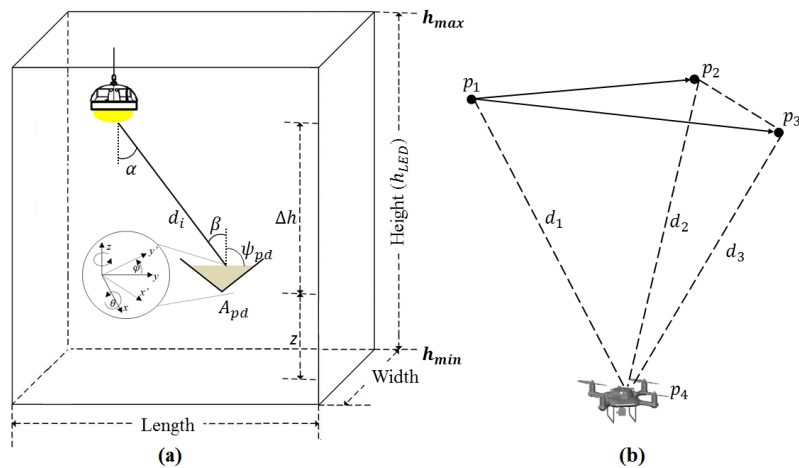 h_max
α
d_i
β
Δh
ψ_pd
Height (h_LED)
z
y'
φ
y
x'
θ
x
A_pd
z
h_min
Width
Length
(a)
p_1
p_2
p_3
d_1
d_2
d_3
p_4
(b)